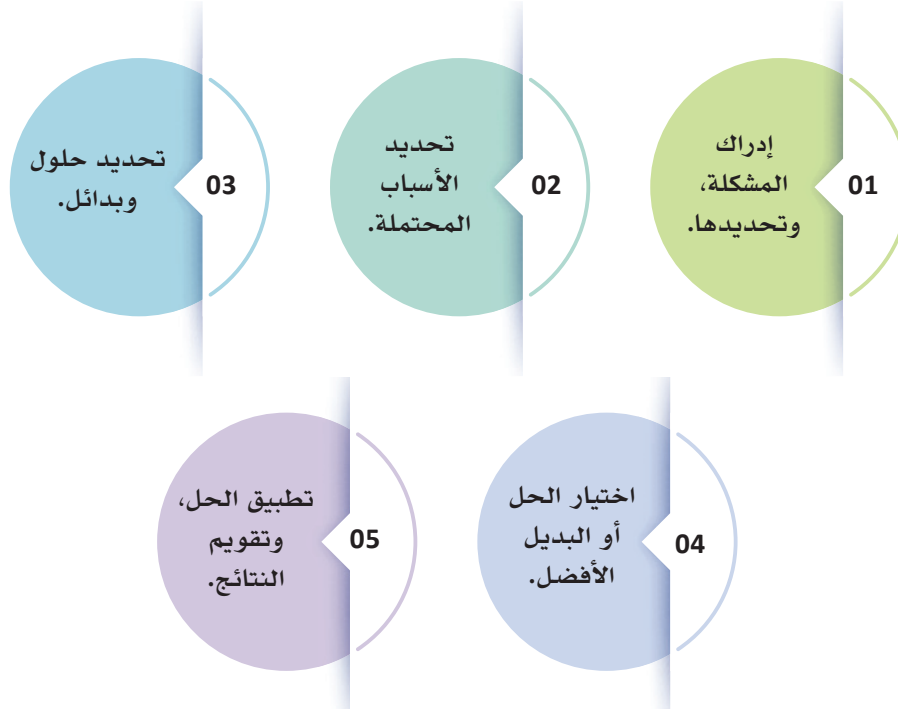 01
إدراك
المشكلة،
وتحديدها.
02
تحديد
الأسباب
المحتملة.
03
تحديد حلول
وبدائل.
04
اختيار الحل
أو البديل
الأفضل.
05
تطبيق الحل،
وتقويم
النتائج.